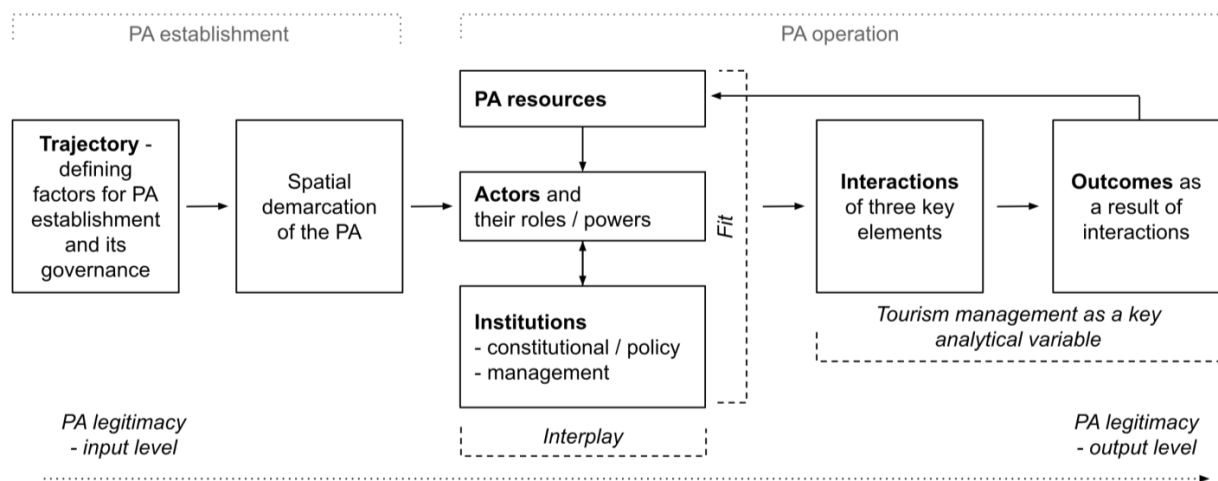 PA establishment
PA operation
Trajectory -
defining
factors for PA
establishment
and its
governance
Spatial
demarcation
of the PA
PA resources
Actors and
their roles / powers
Institutions
- constitutional / policy
- management
Fit
Interplay
Interactions
of three key
elements
Outcomes as
a result of
interactions
Tourism management as a key
analytical variable
PA legitimacy
- input level
PA legitimacy
- output level